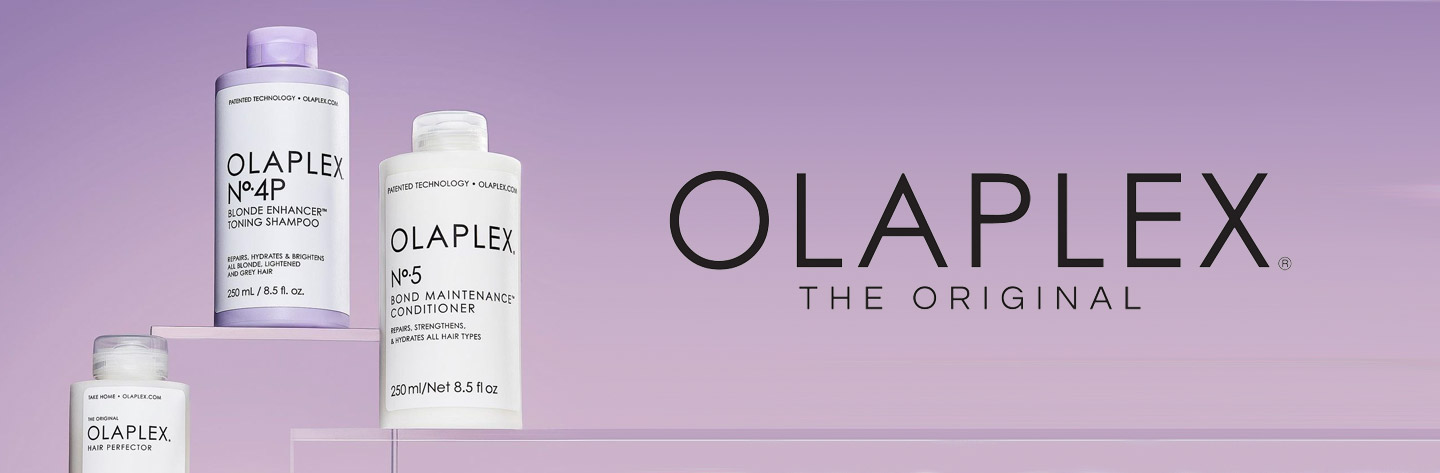 PATENTED TECHNOLOGY • OLAPLEX.COM
OLAPLEX.
Nº.4P
BLONDE ENHANCER™
TONING SHAMPOO
REPAIRS, HYDRATES & BRIGHTENS
ALL BLONDE, LIGHTENED
AND GREY HAIR
250 mL / 8.5 fl. oz.
PATENTED TECHNOLOGY • OLAPLEX.COM
OLAPLEX.
Nº.5
BOND MAINTENANCE™
CONDITIONER
REPAIRS, STRENGTHENS,
& HYDRATES ALL HAIR TYPES
250 ml/Net 8.5 fl oz
TAKE HOME • OLAPLEX.COM
THE ORIGINAL
OLAPLEX.
HAIR PERFECTOR
OLAPLEX®
THE ORIGINAL